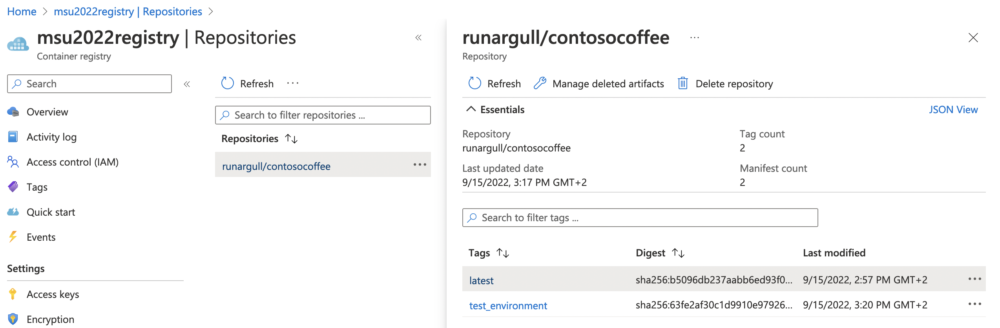 Home > msu2022registry | Repositories >
msu2022registry | Repositories
Container registry
Search
Overview
Activity log
Access control (IAM)
Tags
Quick start
Events
Settings
Access keys
Encryption
Refresh ...
Search to filter repositories ...
Repositories ↑↓
runargull/contosocoffee ...
runargull/contosocoffee ...
Repository
Refresh Manage deleted artifacts Delete repository
Essentials JSON View
Repository
runargull/contosocoffee
Last updated date
9/15/2022, 3:17 PM GMT+2
Tag count
2
Manifest count
2
Search to filter tags ...
Tags ↑↓ Digest ↑↓ Last modified
latest sha256:b5096db237aabb6ed93f0... 9/15/2022, 2:57 PM GMT+2 ...
test_environment sha256:63fe2af30c1d9910e97926... 9/15/2022, 3:20 PM GMT+2 ...